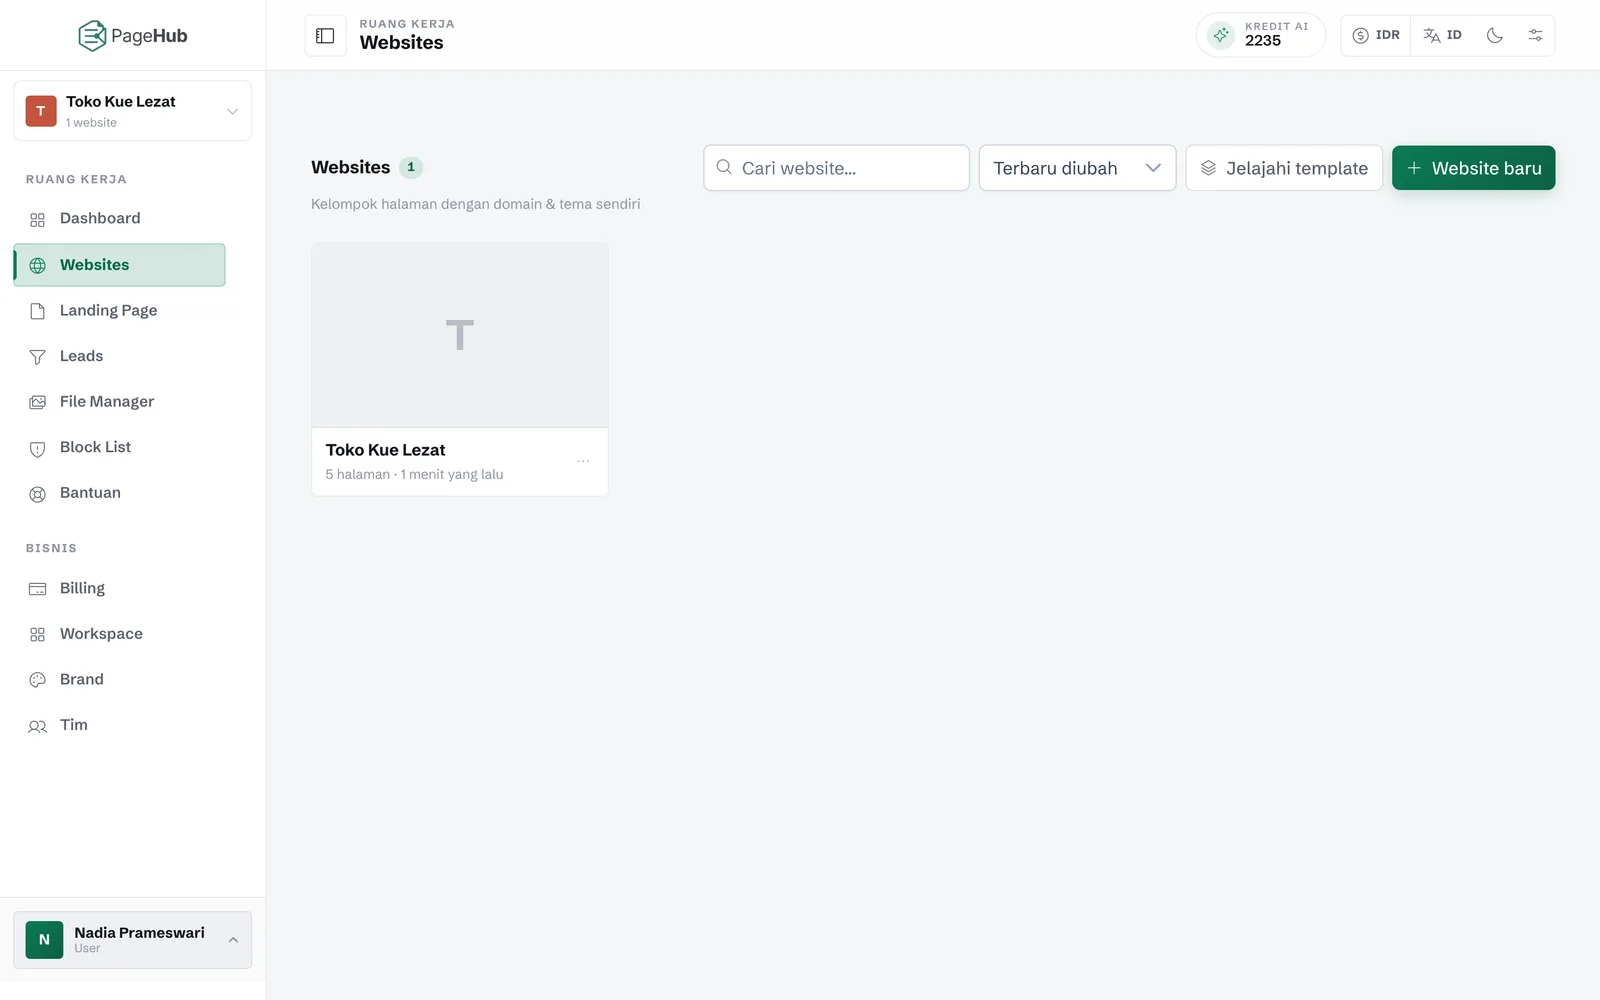 PageHub
RUANG KERJA
Websites
KREDIT AI
2235
IDR
ID
T
Toko Kue Lezat
1 website
RUANG KERJA
Dashboard
Websites
Landing Page
Leads
File Manager
Block List
Bantuan
BISNIS
Billing
Workspace
Brand
Tim
N
Nadia Prameswari
User
Websites 1
Kelompok halaman dengan domain & tema sendiri
Cari website...
Terbaru diubah
Jelajahi template
+ Website baru
T
Toko Kue Lezat
5 halaman · 1 menit yang lalu
...